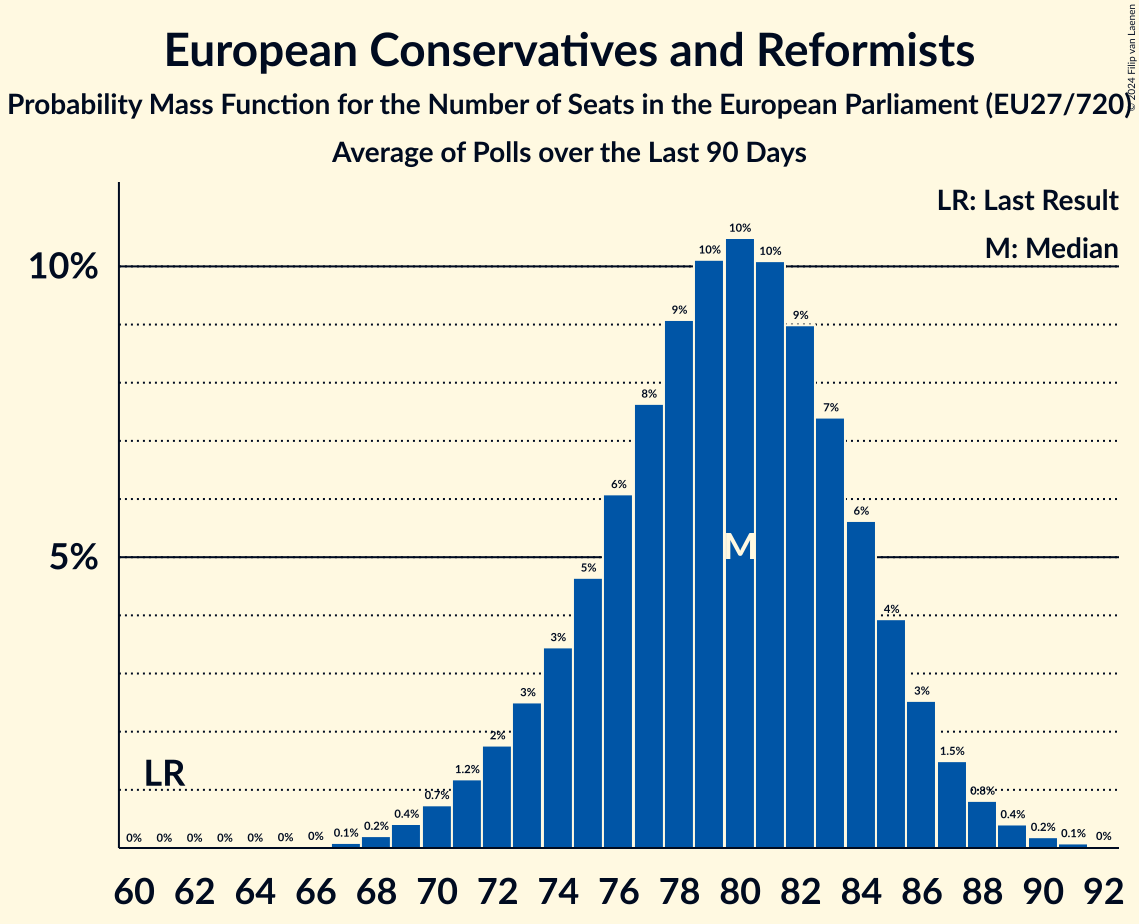 European Conservatives and Reformists
Probability Mass Function for the Number of Seats in the European Parliament (EU27/720)
Average of Polls over the Last 90 Days
© 2024 Filip van Laenen
LR: Last Result
M: Median
10%
5%
LR
M
0% 0% 0% 0% 0% 0% 0% 0.1% 0.2% 0.4% 0.7% 1.2% 2% 3% 3% 5% 6% 8% 9% 10% 10% 10% 9% 7% 6% 4% 3% 1.5% 0.8% 0.4% 0.2% 0.1% 0%
60 62 64 66 68 70 72 74 76 78 80 82 84 86 88 90 92